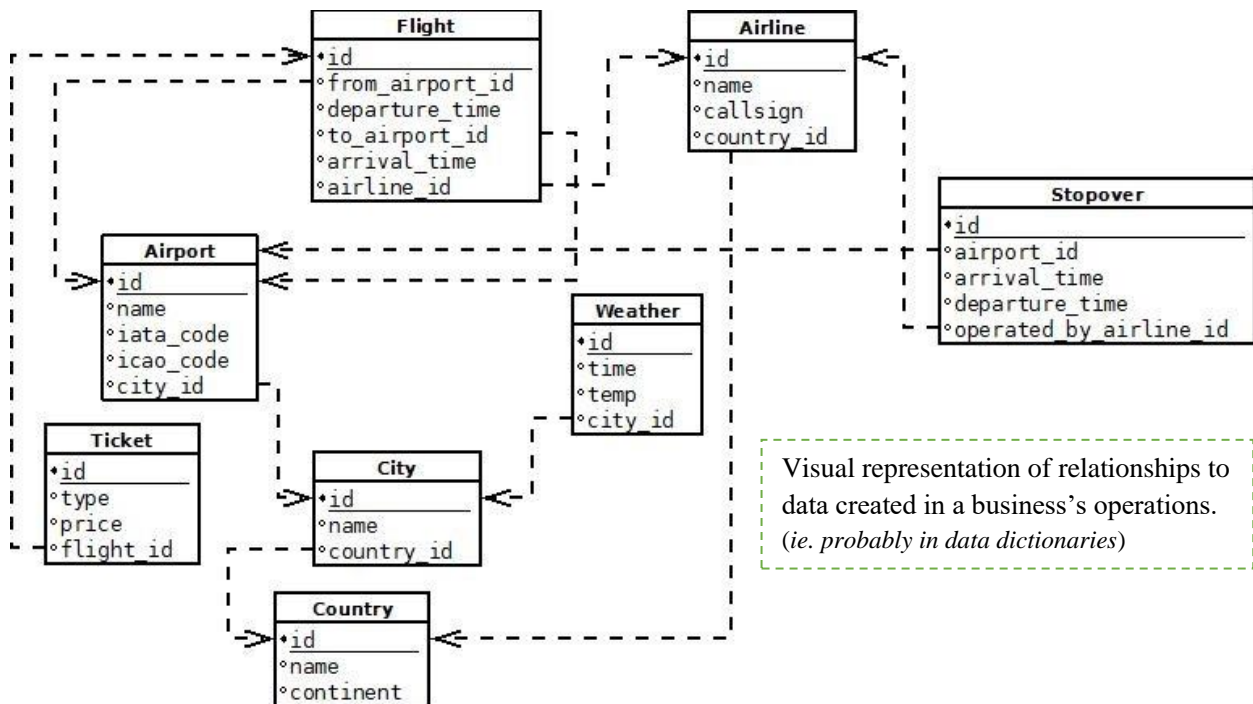 Flight
id
from_airport_id
departure_time
to_airport_id
arrival_time
airline_id
Airline
id
name
callsign
country_id
Stopover
id
airport_id
arrival_time
departure_time
operated_by_airline_id
Airport
id
name
iata_code
icao_code
city_id
Weather
id
time
temp
city_id
Ticket
id
type
price
flight_id
City
id
name
country_id
Visual representation of relationships to
data created in a business’s operations.
(ie. probably in data dictionaries)
Country
id
name
continent